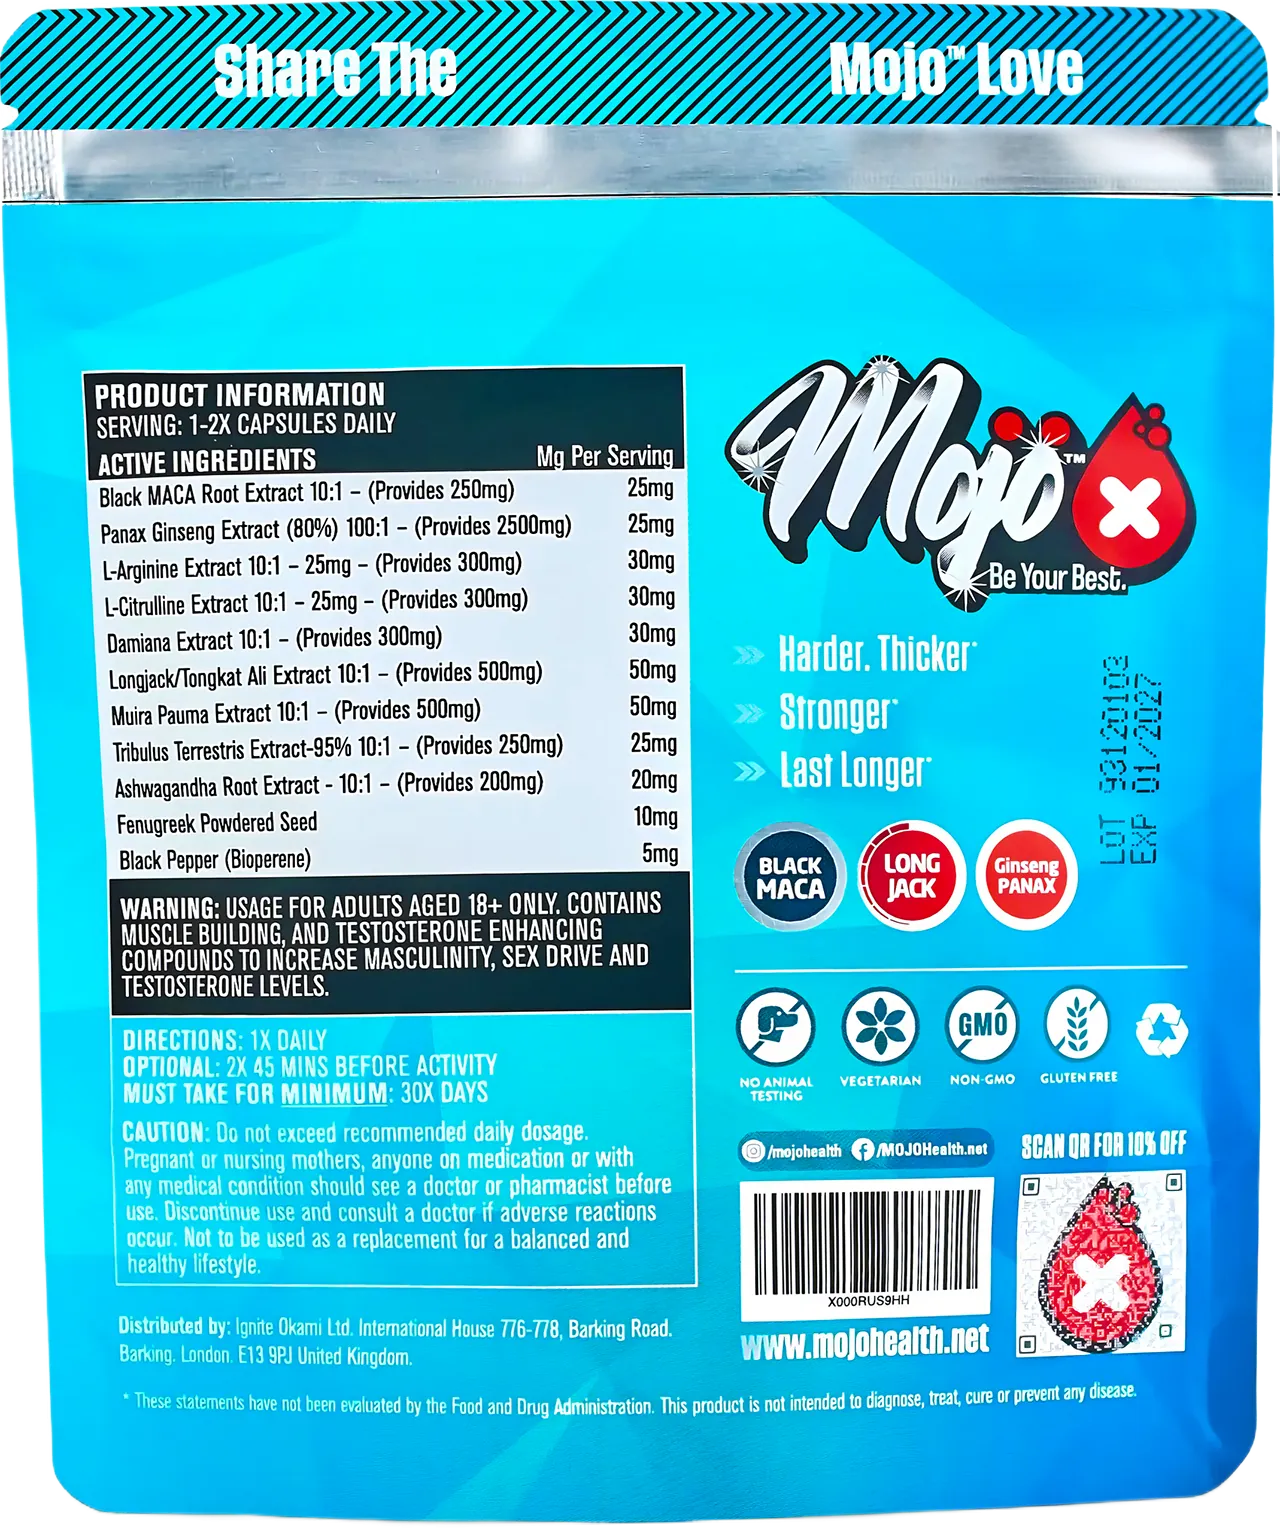 Share The Mojo™ Love
PRODUCT INFORMATION
SERVING: 1-2X CAPSULES DAILY
ACTIVE INGREDIENTS Mg Per Serving
Black MACA Root Extract 10:1 – (Provides 250mg) 25mg
Panax Ginseng Extract (80%) 100:1 – (Provides 2500mg) 25mg
L-Arginine Extract 10:1 – 25mg – (Provides 300mg) 30mg
L-Citrulline Extract 10:1 – 25mg – (Provides 300mg) 30mg
Damiana Extract 10:1 – (Provides 300mg) 30mg
Longjack/Tongkat Ali Extract 10:1 – (Provides 500mg) 50mg
Muira Pauma Extract 10:1 – (Provides 500mg) 50mg
Tribulus Terrestris Extract-95% 10:1 – (Provides 250mg) 25mg
Ashwagandha Root Extract - 10:1 – (Provides 200mg) 20mg
Fenugreek Powdered Seed 10mg
Black Pepper (Bioperene) 5mg
WARNING: USAGE FOR ADULTS AGED 18+ ONLY. CONTAINS
MUSCLE BUILDING, AND TESTOSTERONE ENHANCING
COMPOUNDS TO INCREASE MASCULINITY, SEX DRIVE AND
TESTOSTERONE LEVELS.
DIRECTIONS: 1X DAILY
OPTIONAL: 2X 45 MINS BEFORE ACTIVITY
MUST TAKE FOR MINIMUM: 30X DAYS
CAUTION: Do not exceed recommended daily dosage.
Pregnant or nursing mothers, anyone on medication or with
any medical condition should see a doctor or pharmacist before
use. Discontinue use and consult a doctor if adverse reactions
occur. Not to be used as a replacement for a balanced and
healthy lifestyle.
Distributed by: Ignite Okami Ltd. International House 776-778, Barking Road.
Barking. London. E13 9PJ United Kingdom.
Mojo™
X
Be Your Best.
Harder. Thicker*
Stronger*
Last Longer*
LOT 93120103
EXP 01/2027
BLACK
MACA
LONG
JACK
Ginseng
PANAX
GMO
NO ANIMAL
TESTING
VEGETARIAN
NON-GMO
GLUTEN FREE
/mojohealth
/MOJOHealth.net
SCAN QR FOR 10% OFF
X000RUS9HH
www.mojohealth.net
* These statements have not been evaluated by the Food and Drug Administration. This product is not intended to diagnose, treat, cure or prevent any disease.